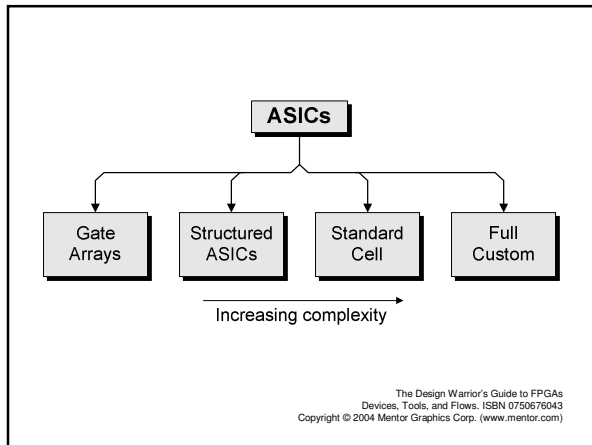 ASICs
Gate
Arrays
Structured
ASICs
Standard
Cell
Full
Custom
Increasing complexity
The Design Warrior's Guide to FPGAs
Devices, Tools, and Flows. ISBN 0750676043
Copyright © 2004 Mentor Graphics Corp. (www.mentor.com)